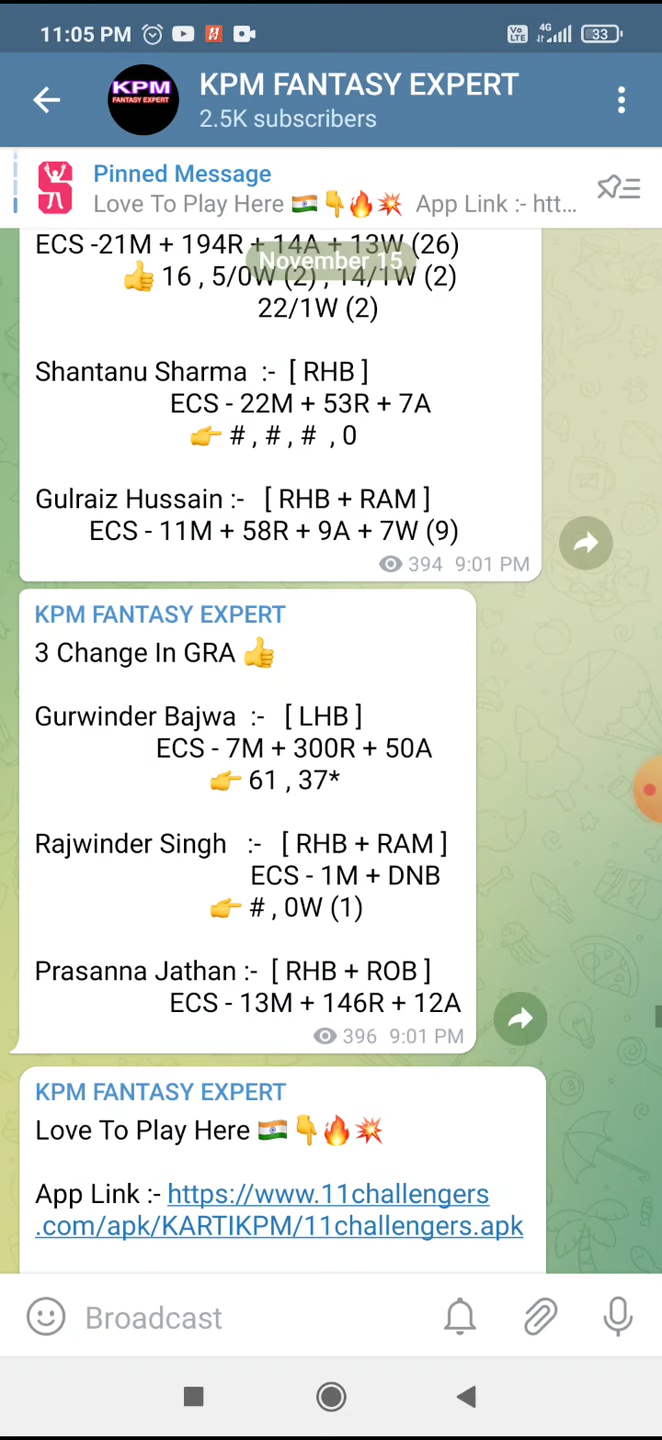 11:05 PM
Vo LTE 4G 33
KPM FANTASY EXPERT
KPM
FANTASY EXPERT
2.5K subscribers
Pinned Message
Love To Play Here 🇮🇳👇🔥💥 App Link :- htt...
ECS -21M + 194R + 14A + 13W (26)
November 15
👍 16 , 5/0W (2) , 14/1W (2)
22/1W (2)
Shantanu Sharma :- [ RHB ]
ECS - 22M + 53R + 7A
👉 # , # , # , 0
Gulraiz Hussain :- [ RHB + RAM ]
ECS - 11M + 58R + 9A + 7W (9)
394 9:01 PM
KPM FANTASY EXPERT
3 Change In GRA 👍
Gurwinder Bajwa :- [ LHB ]
ECS - 7M + 300R + 50A
👉 61 , 37*
Rajwinder Singh :- [ RHB + RAM ]
ECS - 1M + DNB
👉 # , 0W (1)
Prasanna Jathan :- [ RHB + ROB ]
ECS - 13M + 146R + 12A
396 9:01 PM
KPM FANTASY EXPERT
Love To Play Here 🇮🇳👇🔥💥
App Link :- https://www.11challengers
.com/apk/KARTIKPM/11challengers.apk
Broadcast